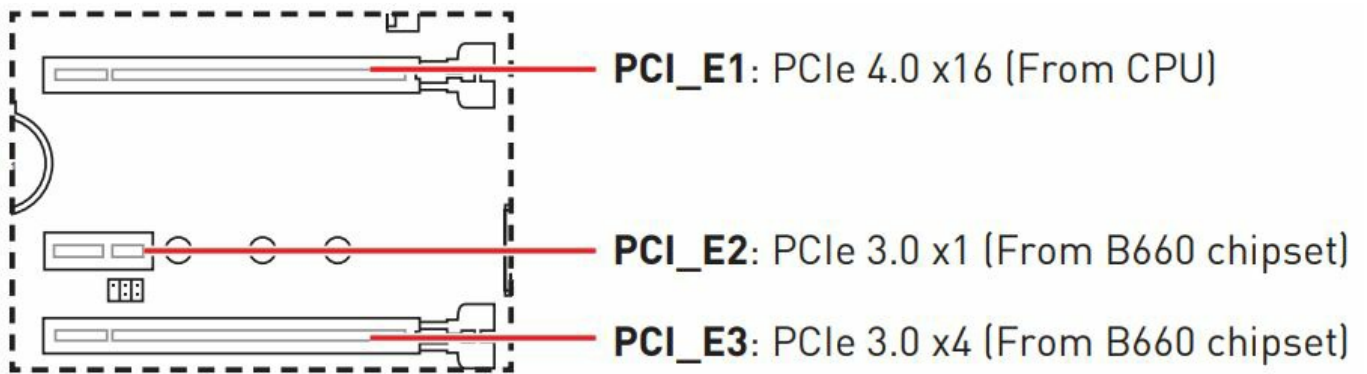 PCI_E1: PCIe 4.0 x16 (From CPU)
PCI_E2: PCIe 3.0 x1 (From B660 chipset)
PCI_E3: PCIe 3.0 x4 (From B660 chipset)